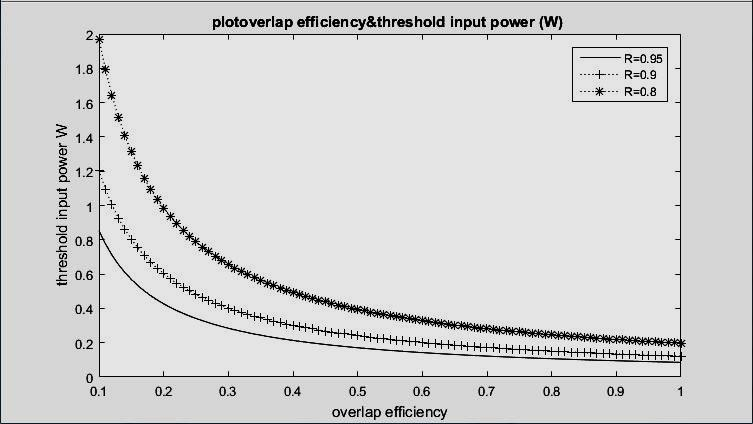 plotoverlap efficiency&threshold input power (W)
R=0.95
R=0.9
R=0.8
threshold input power W
2
1.8
1.6
1.4
1.2
1
0.8
0.6
0.4
0.2
0
0.1 0.2 0.3 0.4 0.5 0.6 0.7 0.8 0.9 1
overlap efficiency